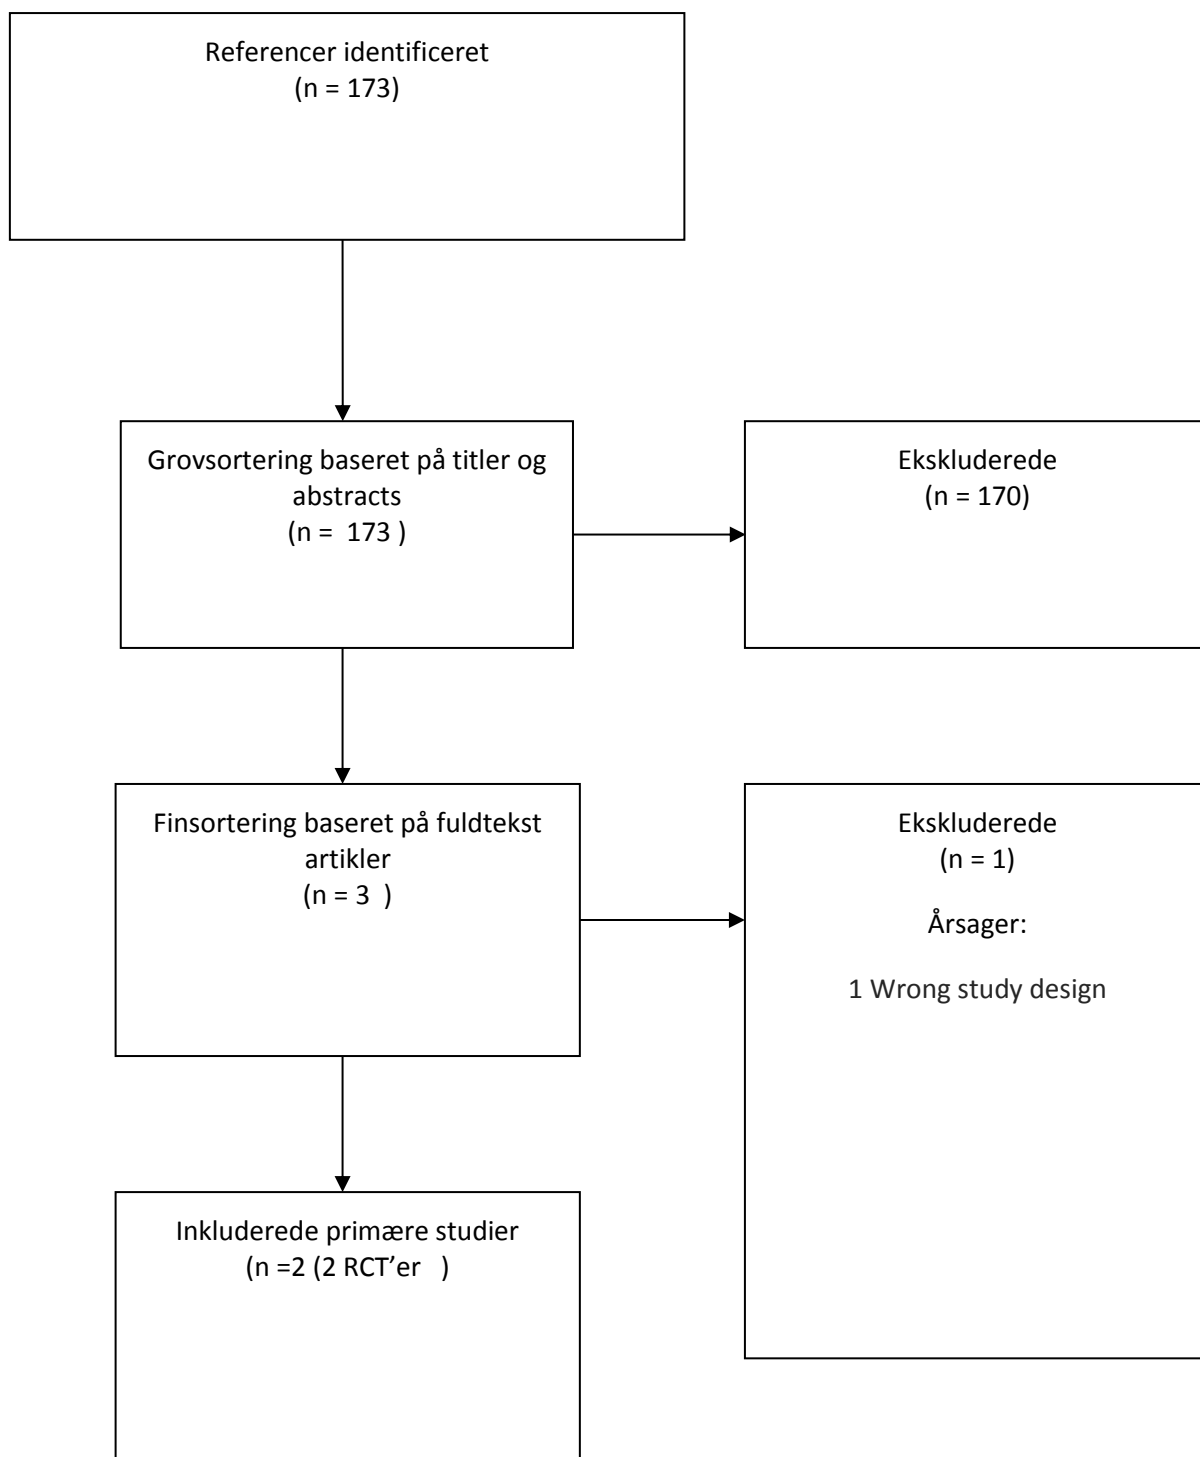 Referencer identificeret
(n = 173)
Grovsortering baseret på titler og
abstracts
(n =  173 )
Ekskluderede
(n = 170)
Finsortering baseret på fuldtekst
artikler
(n = 3  )
Ekskluderede
(n = 1)
Årsager:
1 Wrong study design
Inkluderede primære studier
(n =2 (2 RCT’er   )